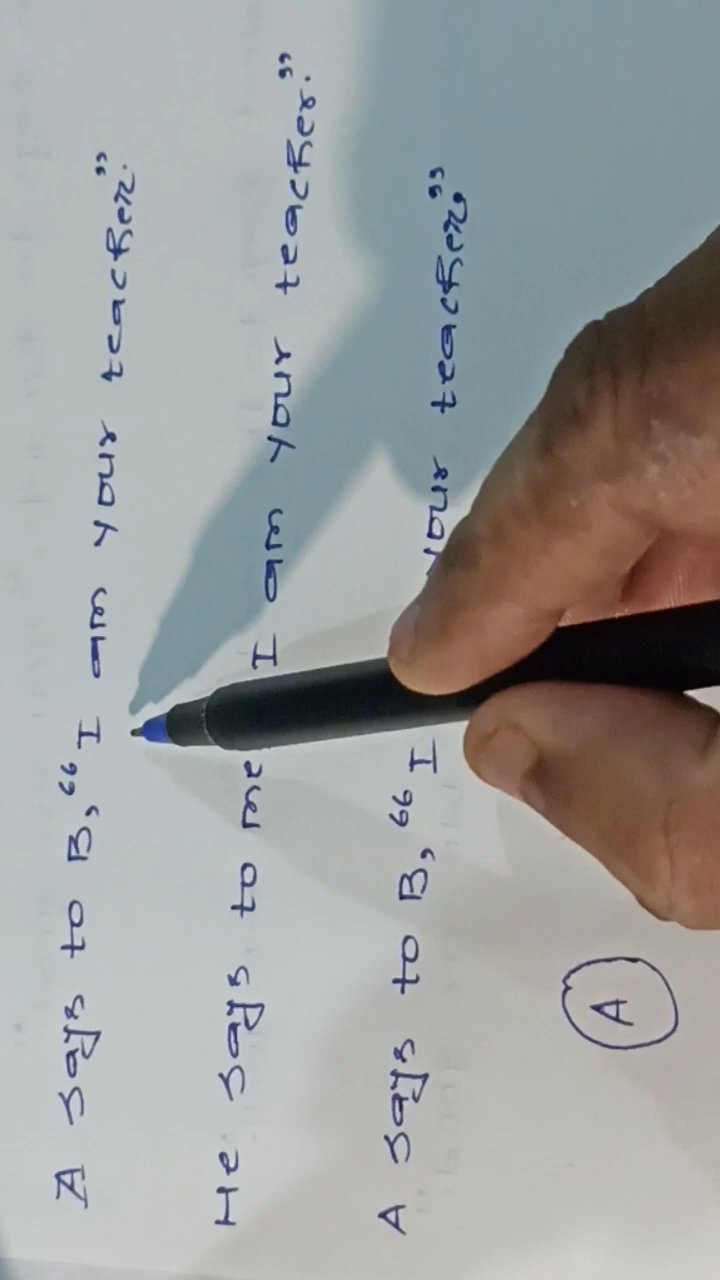 A says to B, “I am your teacher.”
He says to me I am your teacher.”
A says to B, “I your teacher”
A